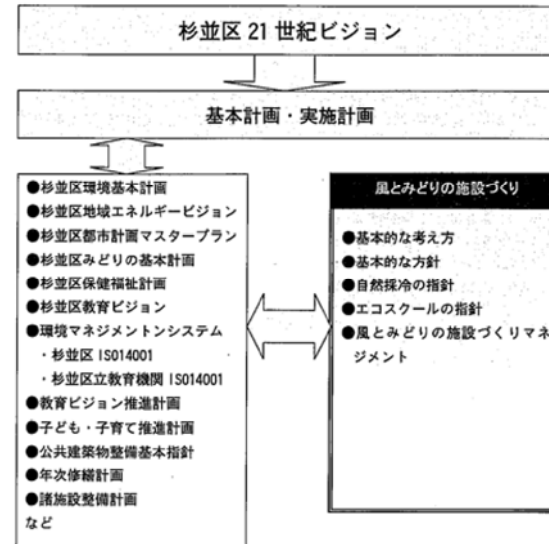 杉並区 21 世紀ビジョン
基本計画・実施計画
●杉並区環境基本計画
●杉並区地域エネルギービジョン
●杉並区都市計画マスタープラン
●杉並区みどりの基本計画
●杉並区保健福祉計画
●杉並区教育ビジョン
●環境マネジメントンシステム
・杉並区 ISO14001
・杉並区立教育機関 ISO14001
●教育ビジョン推進計画
●子ども・子育て推進計画
●公共建築物整備基本指針
●年次修繕計画
●諸施設整備計画
など
風とみどりの施設づくり
●基本的な考え方
●基本的な方針
●自然採冷の指針
●エコスクールの指針
●風とみどりの施設づくりマネ
ジメント